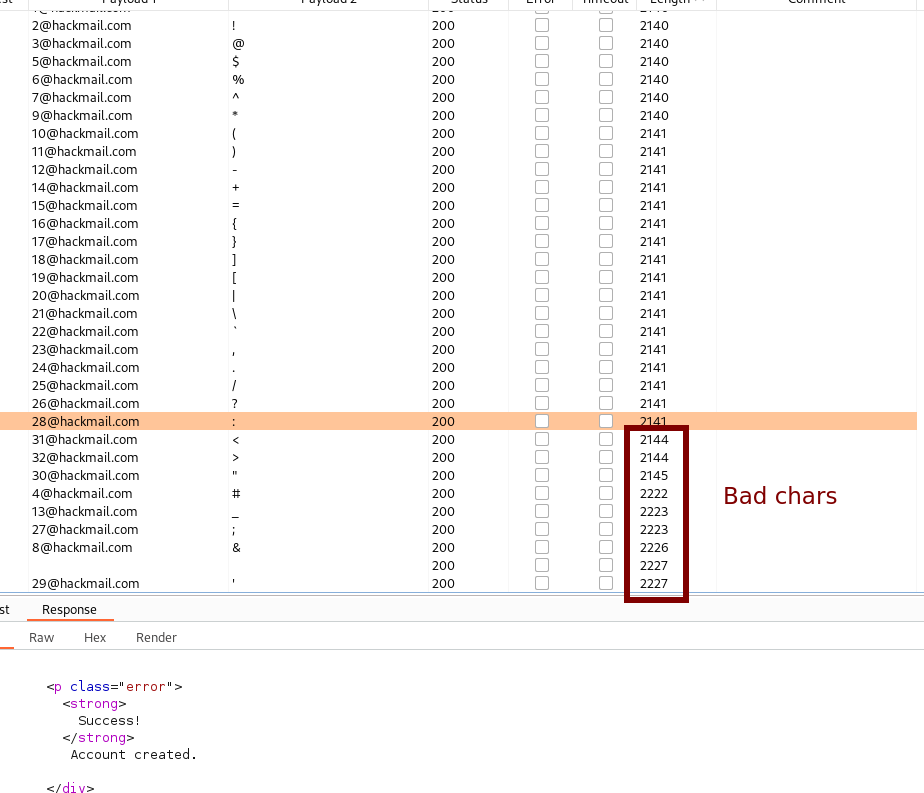 Payload 1 Payload 2 Status Error Timeout Length Comment
2@hackmail.com ! 200 2140
3@hackmail.com @ 200 2140
5@hackmail.com $ 200 2140
6@hackmail.com % 200 2140
7@hackmail.com ^ 200 2140
9@hackmail.com * 200 2140
10@hackmail.com ( 200 2141
11@hackmail.com ) 200 2141
12@hackmail.com - 200 2141
14@hackmail.com + 200 2141
15@hackmail.com = 200 2141
16@hackmail.com { 200 2141
17@hackmail.com } 200 2141
18@hackmail.com ] 200 2141
19@hackmail.com [ 200 2141
20@hackmail.com | 200 2141
21@hackmail.com \ 200 2141
22@hackmail.com ` 200 2141
23@hackmail.com , 200 2141
24@hackmail.com . 200 2141
25@hackmail.com / 200 2141
26@hackmail.com ? 200 2141
28@hackmail.com : 200 2141
31@hackmail.com < 200 2144
32@hackmail.com > 200 2144
30@hackmail.com " 200 2145
4@hackmail.com # 200 2222
Bad chars
13@hackmail.com _ 200 2223
27@hackmail.com ; 200 2223
8@hackmail.com & 200 2226
200 2227
29@hackmail.com ' 200 2227
st Response
Raw Hex Render
<p class="error">
<strong>
Success!
</strong>
Account created.
</div>